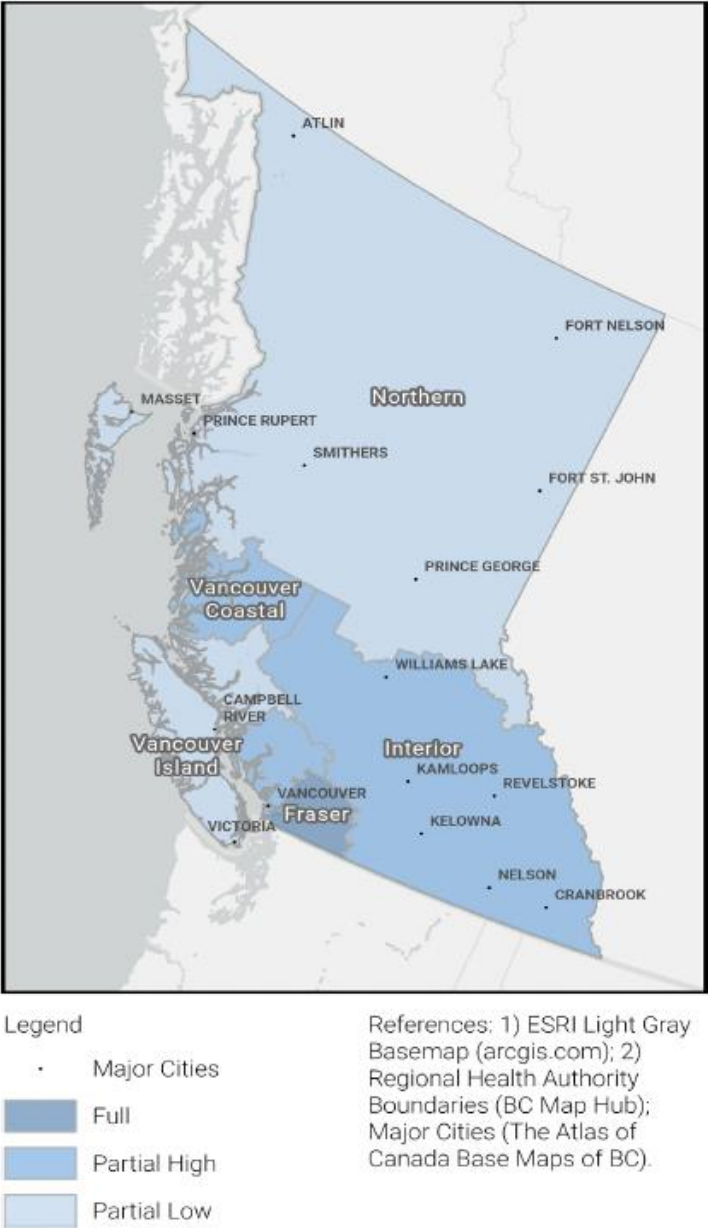 ATLIN
FORT NELSON
Northern
MASSET
PRINCE RUPERT
SMITHERS
FORT ST. JOHN
PRINCE GEORGE
Vancouver
Coastal
WILLIAMS LAKE
CAMPBELL
RIVER
Vancouver
Island
Interior
KAMLOOPS
REVELSTOKE
VANCOUVER
Fraser
KELOWNA
VICTORIA
NELSON
CRANBROOK
Legend
Major Cities
Full
Partial High
Partial Low
References: 1) ESRI Light Gray
Basemap (arcgis.com); 2)
Regional Health Authority
Boundaries (BC Map Hub);
Major Cities (The Atlas of
Canada Base Maps of BC).